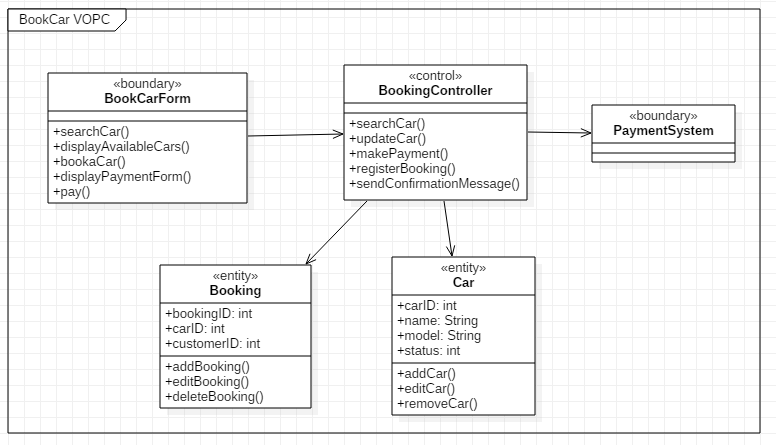 BookCar VOPC
«boundary»
BookCarForm
+searchCar()
+displayAvailableCars()
+bookaCar()
+displayPaymentForm()
+pay()
«control»
BookingController
+searchCar()
+updateCar()
+makePayment()
+registerBooking()
+sendConfirmationMessage()
«boundary»
PaymentSystem
«entity»
Booking
+bookingID: int
+carID: int
+customerID: int
+addBooking()
+editBooking()
+deleteBooking()
«entity»
Car
+carID: int
+name: String
+model: String
+status: int
+addCar()
+editCar()
+removeCar()